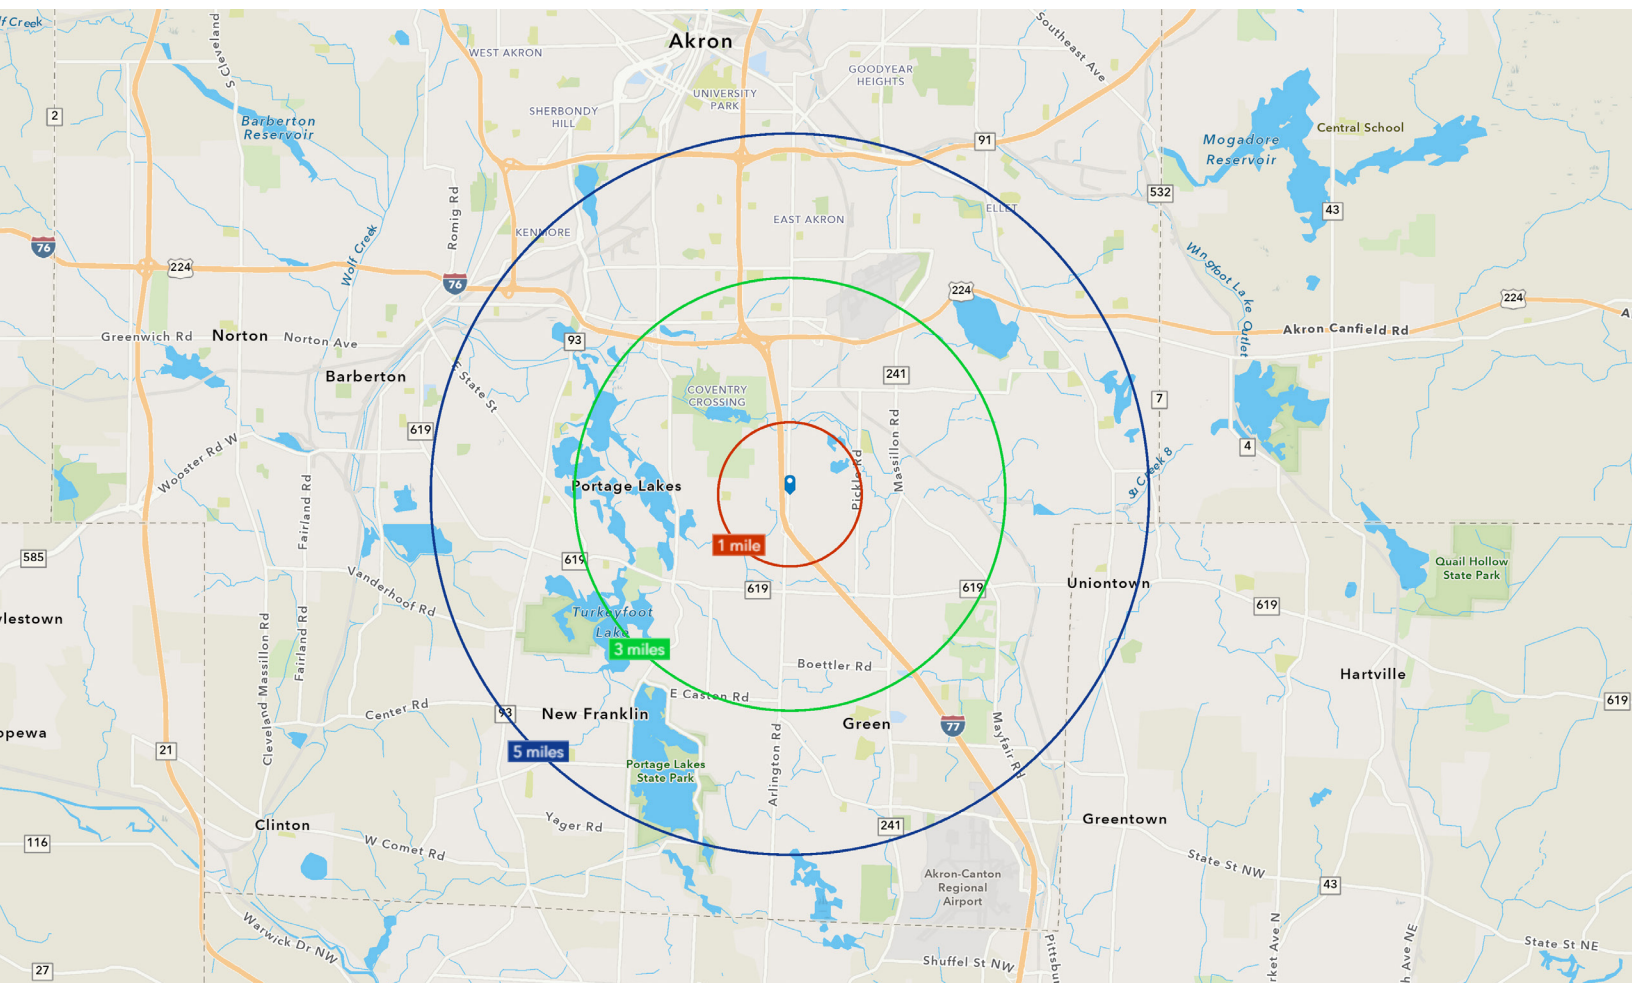 Akron
WEST AKRON
S Cleveland
Southeast Ave
GOODYEAR
HEIGHTS
UNIVERSITY
PARK
SHERBONDY
HILL
2
Barberton
Reservoir
91
Mogadore
Reservoir
Central School
532
43
Romig Rd
EAST AKRON
ELLET
KENMORE
76
224
Wolf Creek
76
Wingfoot Lake Outlet
224
224
Akron Canfield Rd
Greenwich Rd
Norton
Norton Ave
93
Barberton
E State St
COVENTRY
CROSSING
241
7
619
Massillon Rd
4
Wooster Rd W
Pickle Rd
Portage Lakes
Fairland Rd
1 mile
585
619
Vanderhoof Rd
619
619
Uniontown
619
Quail Hollow
State Park
Turkeyfoot
Lake
3 miles
Cleveland Massillon Rd
Fairland Rd
Boettler Rd
Hartville
E Caston Rd
619
Center Rd
93
New Franklin
Green
77
Mayfair Rd
21
5 miles
Portage Lakes
State Park
Arlington Rd
Clinton
Yager Rd
241
Greentown
116
W Comet Rd
State St NW
Akron-Canton
Regional
Airport
43
Warwick Dr NW
27
Shuffel St NW
State St NE